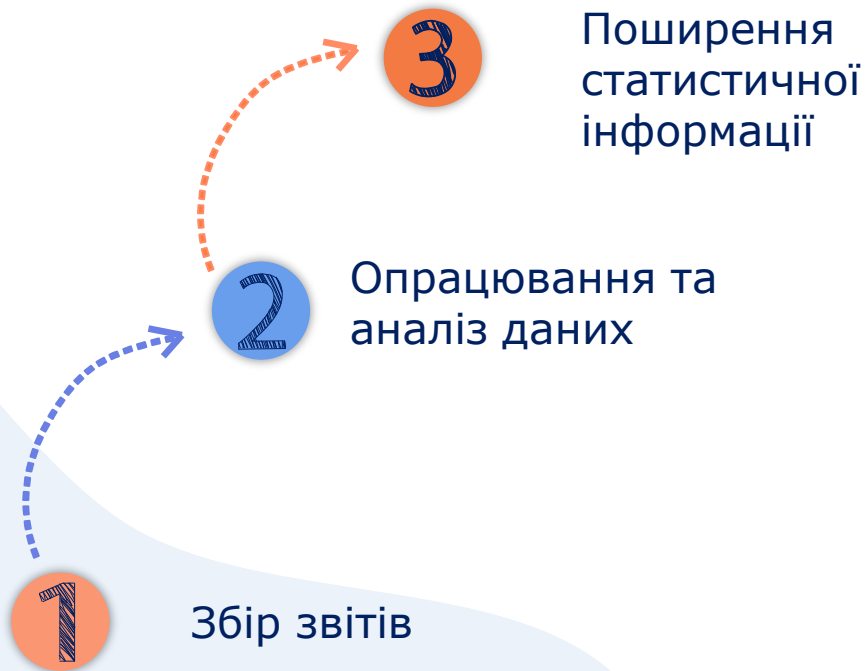 3
Поширення
статистичної
інформації
2
Опрацювання та
аналіз даних
1
Збір звітів